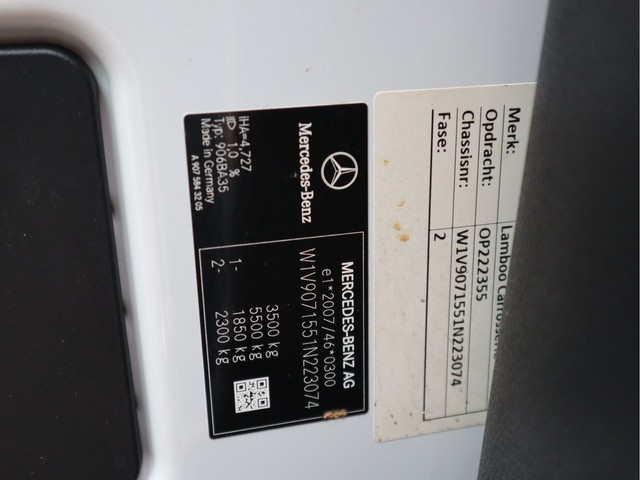 Mercedes-Benz
iHA=4,727
1,0 %
Typ: 906BA35
Made in Germany
A 907 584 32 05
MERCEDES-BENZ AG
e1*2007/46*0300
W1V9071551N223074
3500 kg
5500 kg
1- 1850 kg
2- 2300 kg
Merk: Lamboo
Opdracht: OP222355
Chassisnr: W1V9071551N223074
Fase: 2